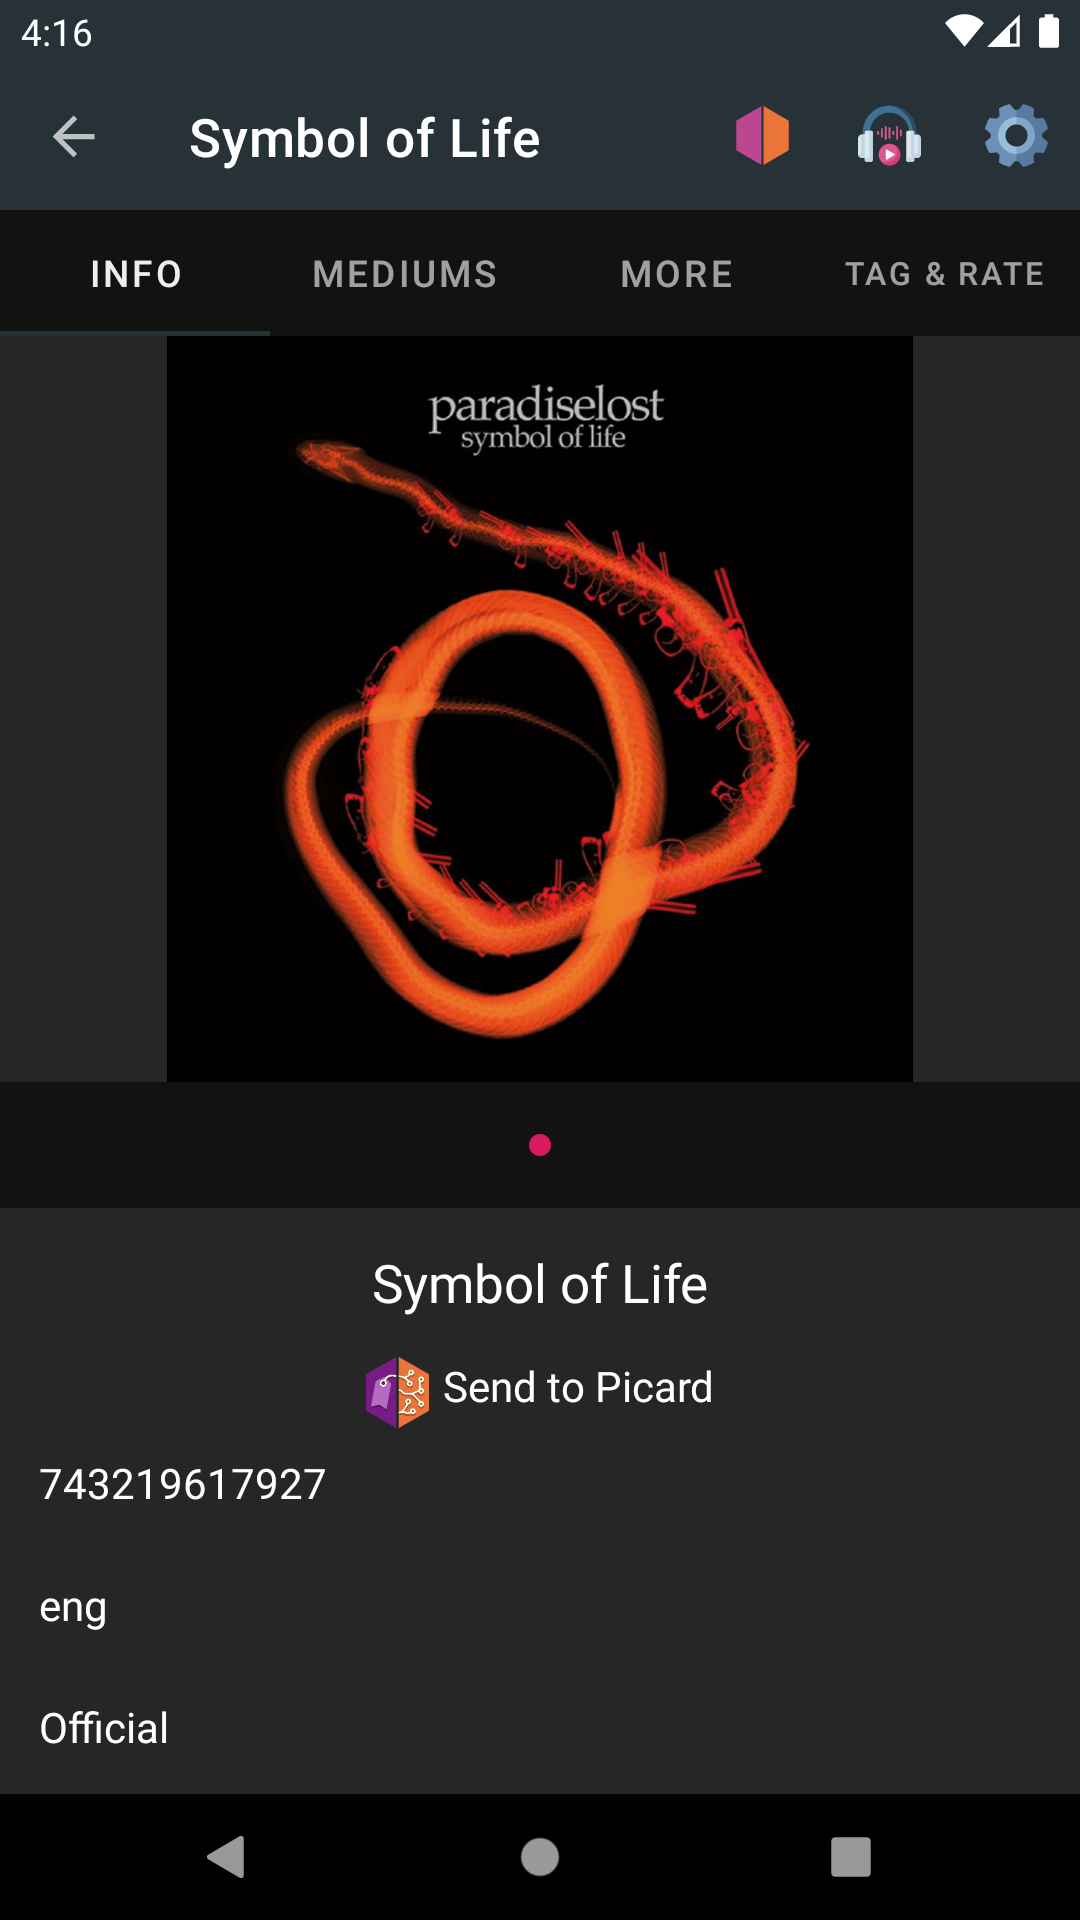 4:16
Symbol of Life
INFO
MEDIUMS
MORE
TAG & RATE
paradiselost
symbol of life
Symbol of Life
Send to Picard
743219617927
eng
Official